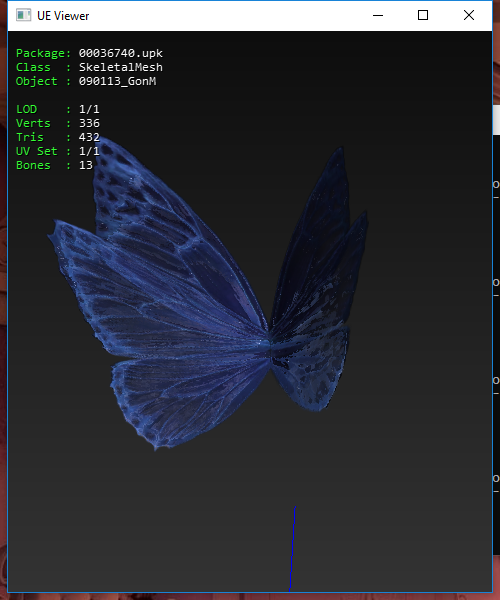 UE Viewer
Package: 00036740.upk
Class : SkeletalMesh
Object : 090113_GonM
LOD : 1/1
Verts : 336
Tris : 432
UV Set : 1/1
Bones : 13